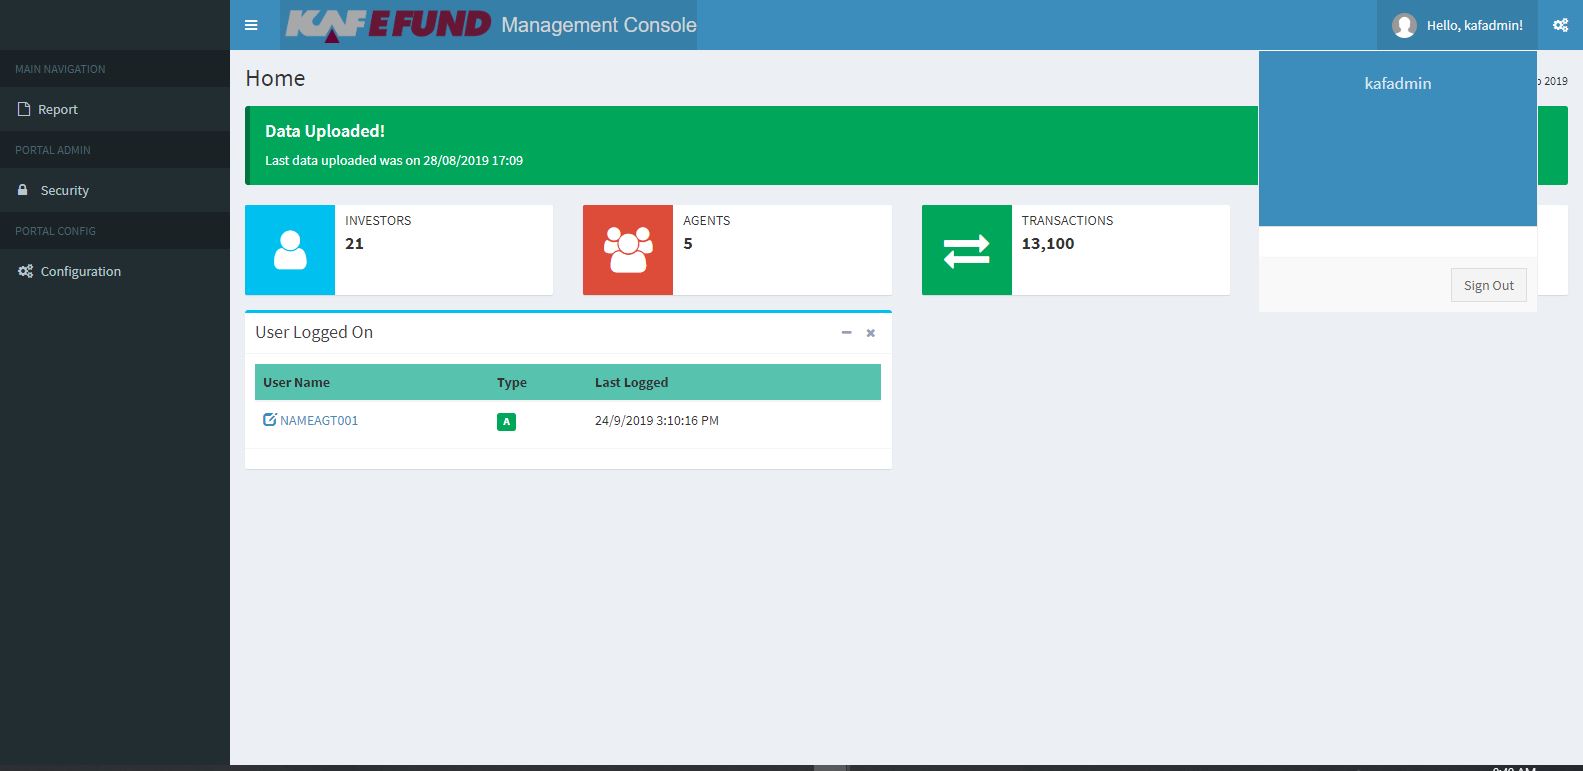 KAF EFUND Management Console
Hello, kafadmin!
MAIN NAVIGATION
Report
PORTAL ADMIN
Security
PORTAL CONFIG
Configuration
Home
2019
kafadmin
Sign Out
Data Uploaded!
Last data uploaded was on 28/08/2019 17:09
INVESTORS
21
AGENTS
5
TRANSACTIONS
13,100
User Logged On
User Name Type Last Logged
NAMEAGT001 A 24/9/2019 3:10:16 PM